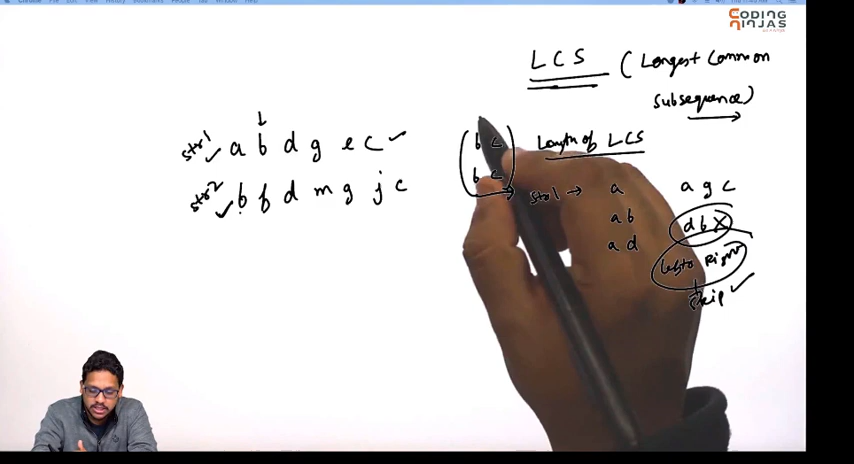 CODING
NINJAS
LCS (Longest Common
Subsequence)
str1 a b d g e c
str2 b f d m g j c
b c
b c
Length of LCS
str1 → a
a b
a d
a g c
d b X
left to Right
skip